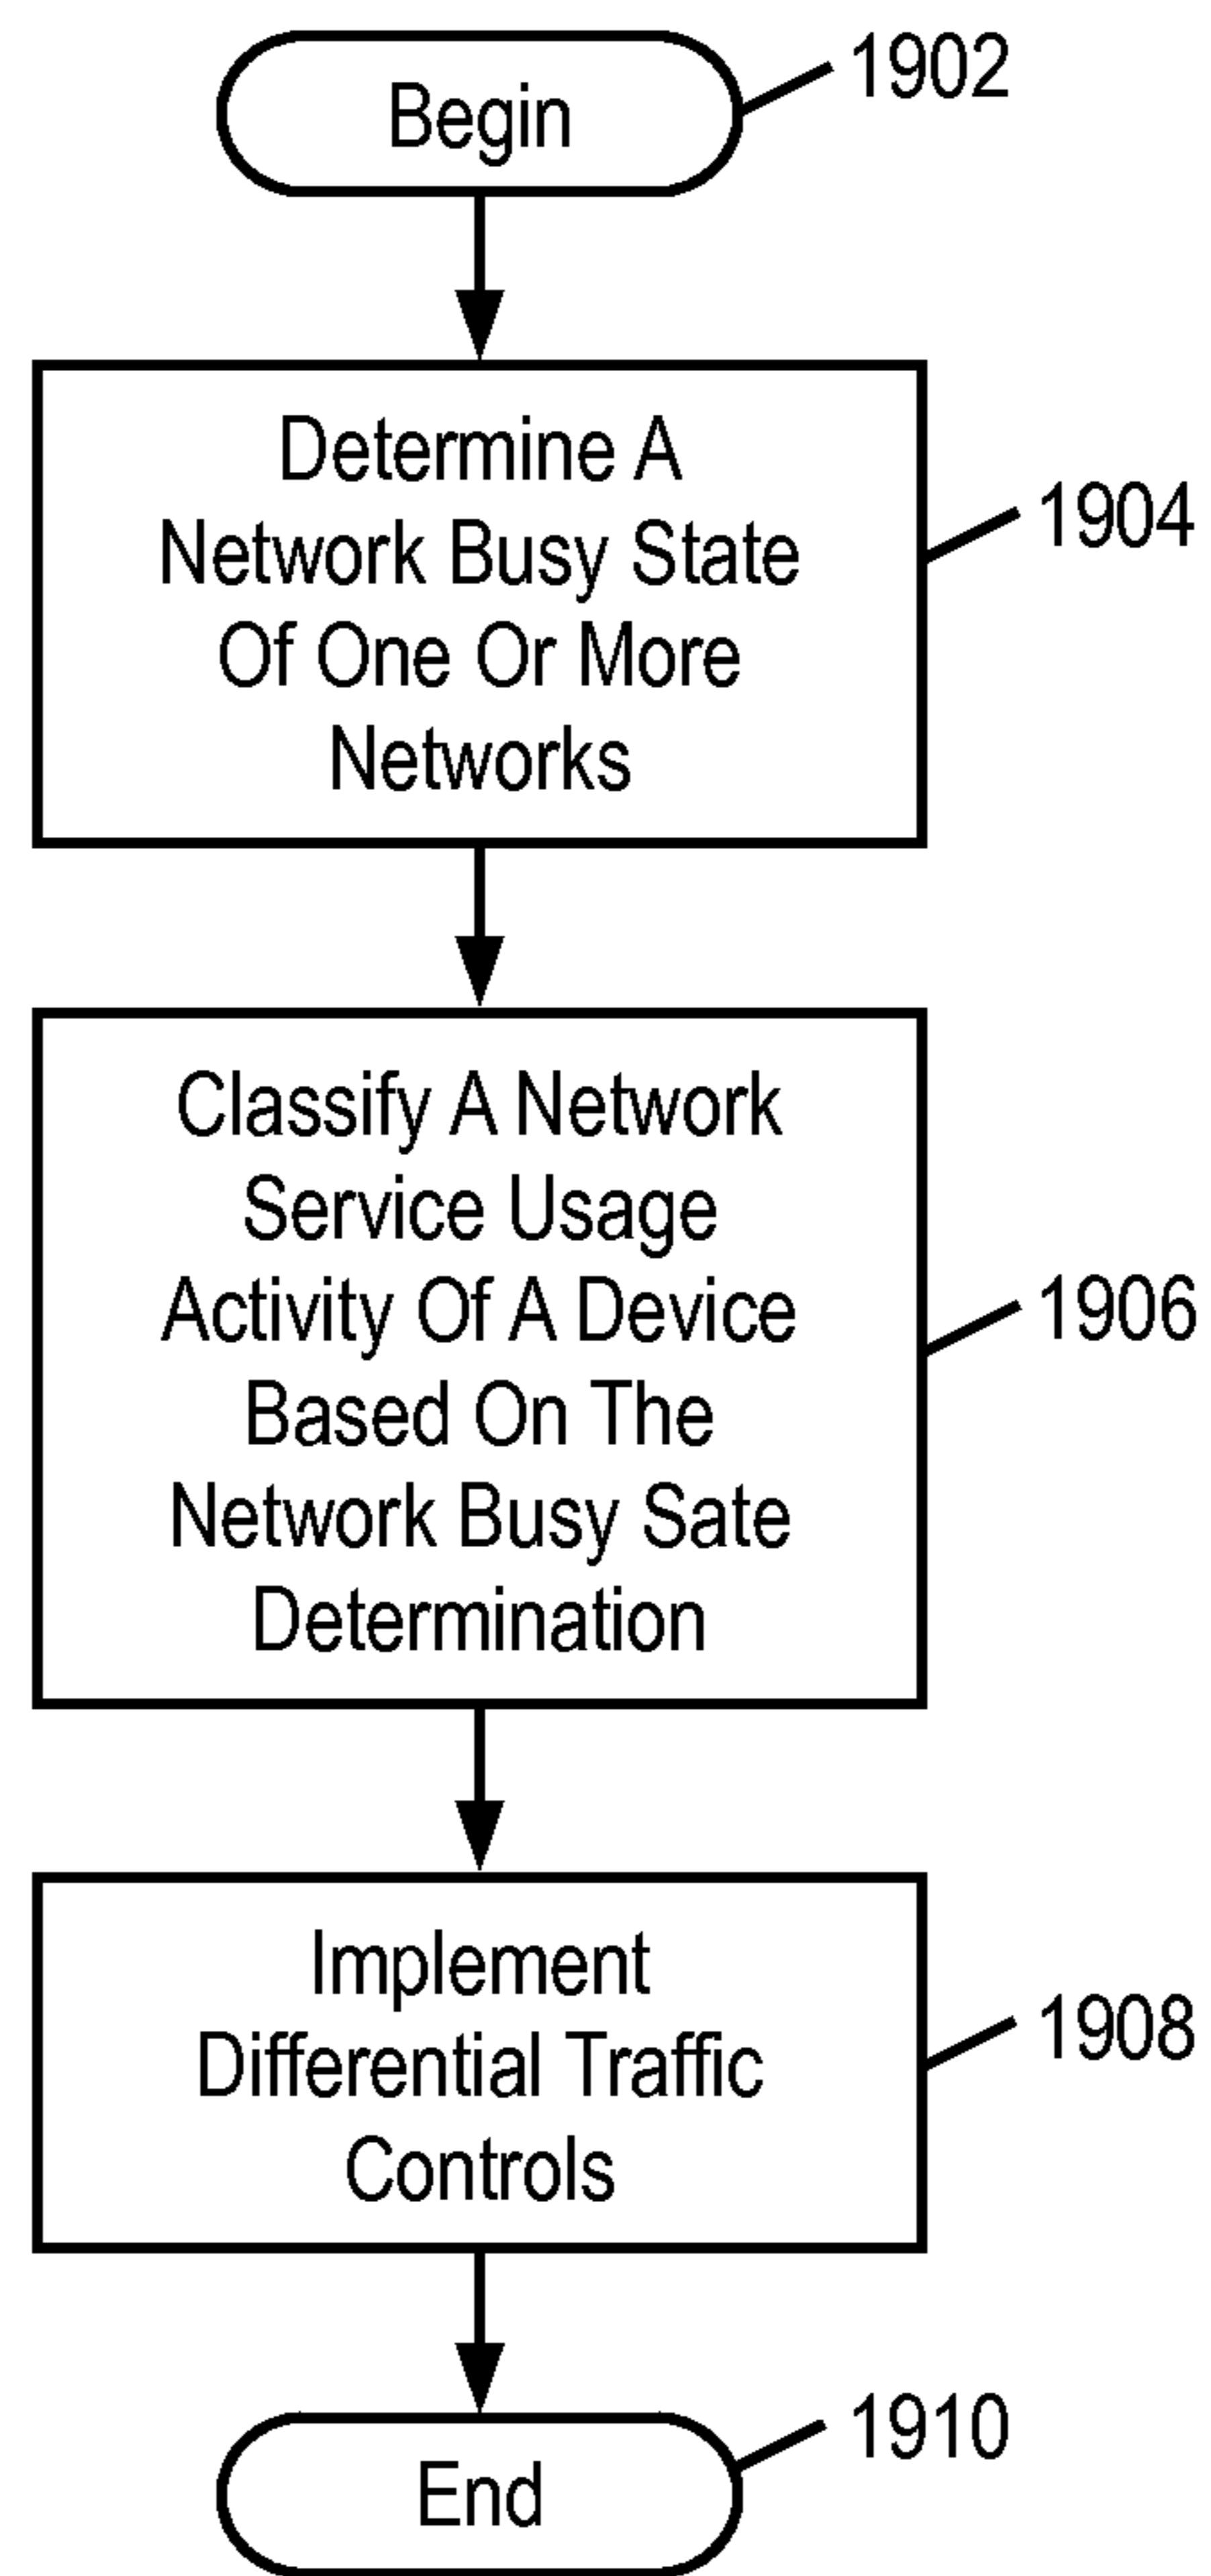 Begin
1902
Determine A
Network Busy State
Of One Or More
Networks
1904
Classify A Network
Service Usage
Activity Of A Device
Based On The
Network Busy Sate
Determination
1906
Implement
Differential Traffic
Controls
1908
End
1910